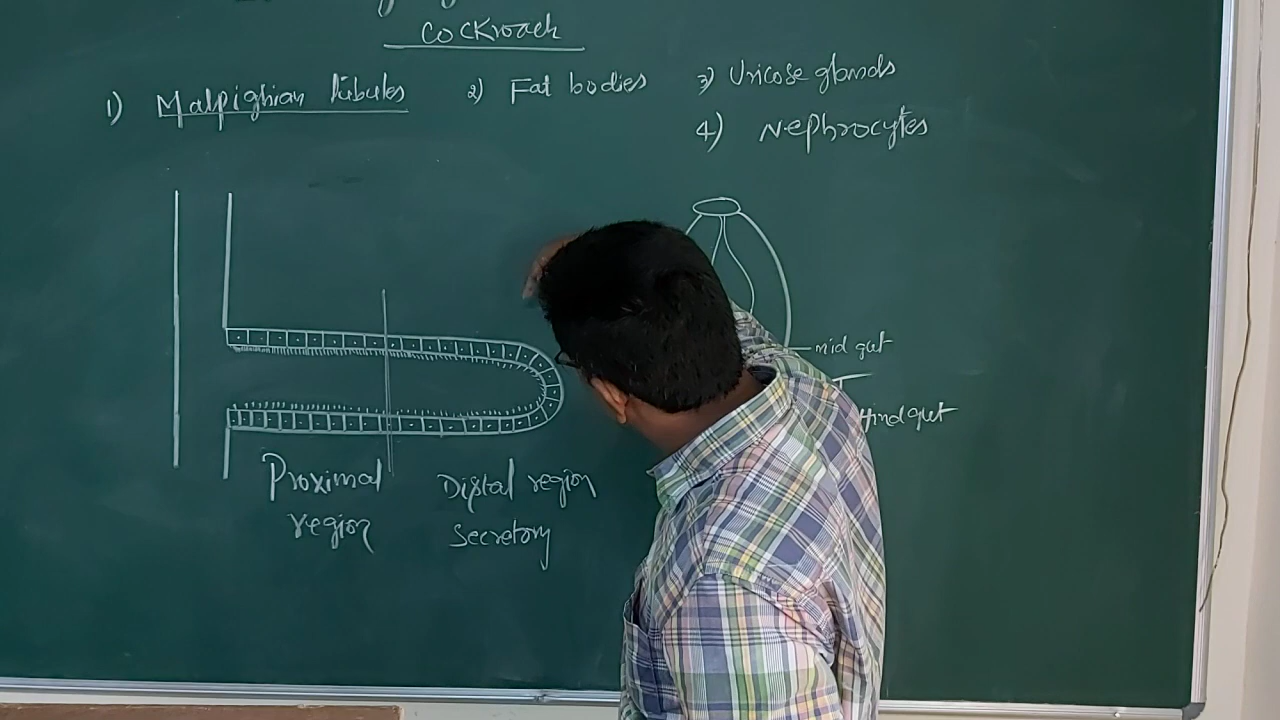 Cockroach
1) Malpighian tubules 2) Fat bodies 3) Uricose glands
4) Nephrocytes
mid gut
Hind gut
Proximal region
Distal region
secretory